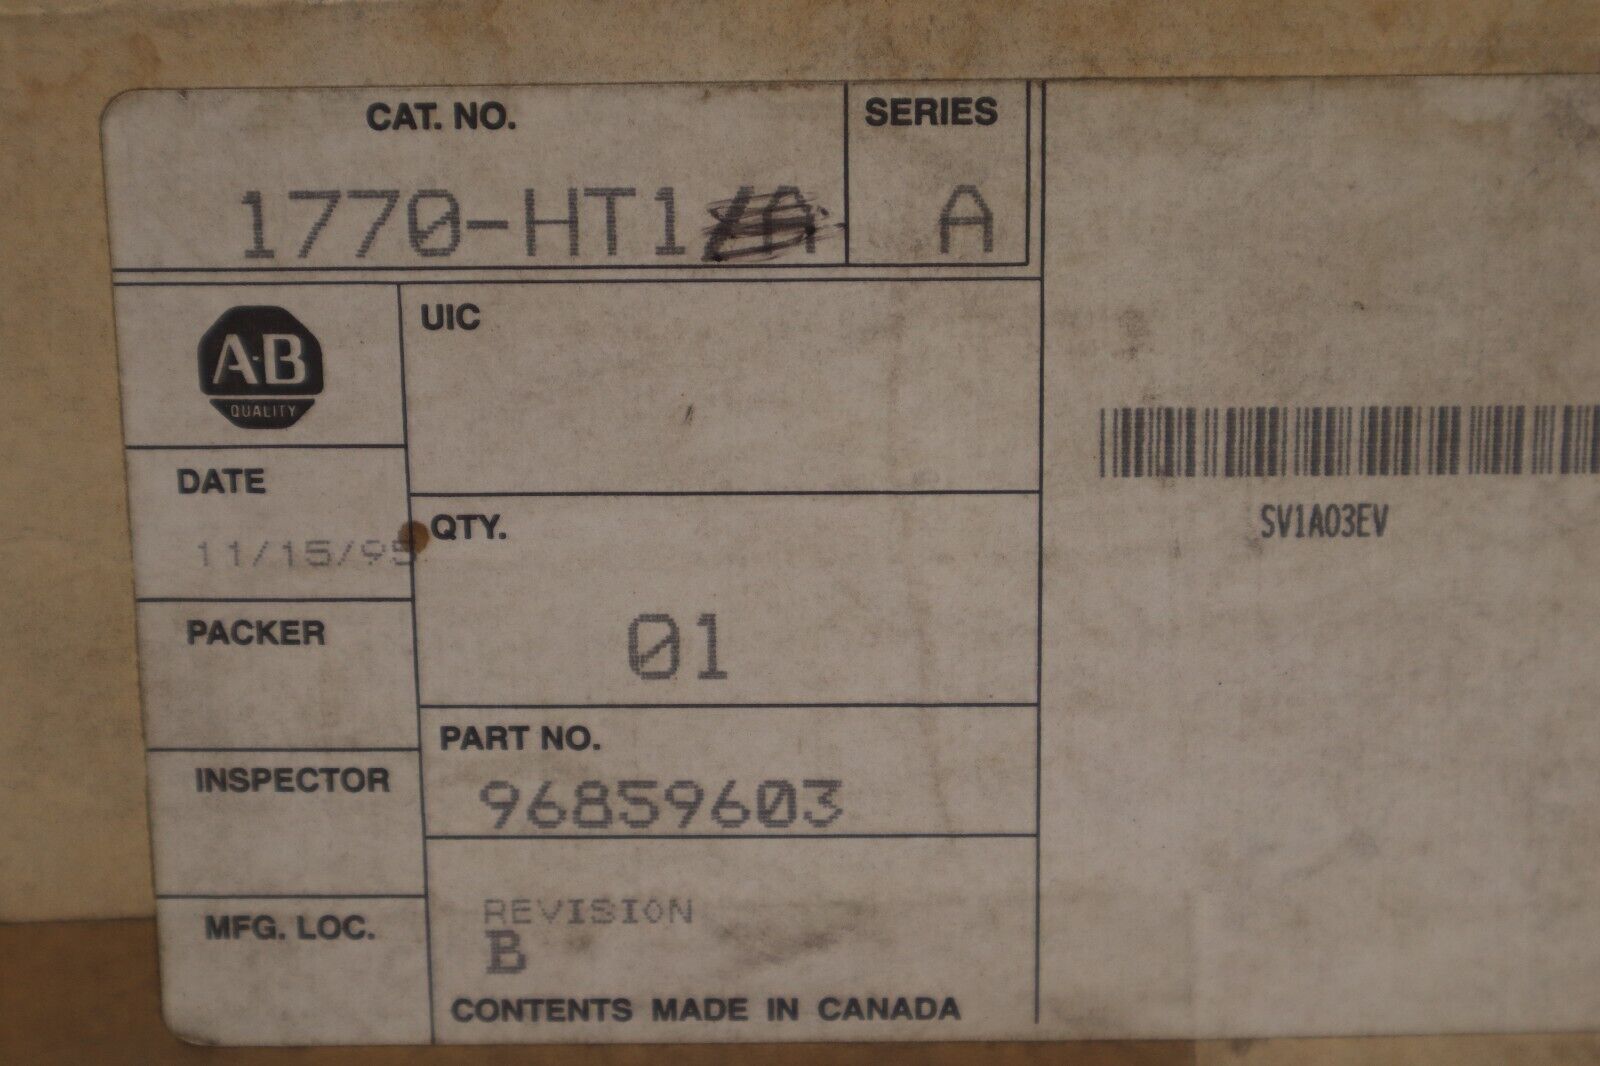 CAT. NO.
SERIES
1770-HT1/A
A
A-B
QUALITY
UIC
DATE
11/15/95
QTY.
01
PACKER
PART NO.
96859603
INSPECTOR
REVISION
B
MFG. LOC.
CONTENTS MADE IN CANADA
SV1A03EV